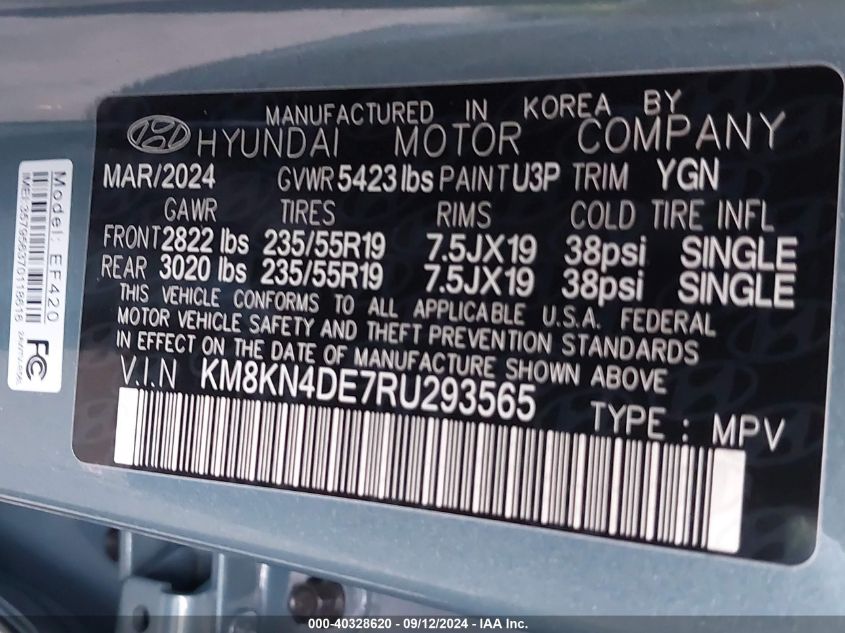 MANUFACTURED IN KOREA BY
HYUNDAI MOTOR COMPANY
MAR/2024 GVWR 5423 lbs PAINT U3P TRIM YGN
GAWR TIRES RIMS COLD TIRE INFL
FRONT 2822 lbs 235/55R19 7.5JX19 38psi SINGLE
REAR 3020 lbs 235/55R19 7.5JX19 38psi SINGLE
THIS VEHICLE CONFORMS TO ALL APPLICABLE U.S.A. FEDERAL
MOTOR VEHICLE SAFETY AND THEFT PREVENTION STANDARDS
IN EFFECT ON THE DATE OF MANUFACTURE SHOWN ABOVE
V.I.N KM8KN4DE7RU293565
TYPE : MPV
Model: EF420
FC
000-40328620 - 09/12/2024 - IAAI.com